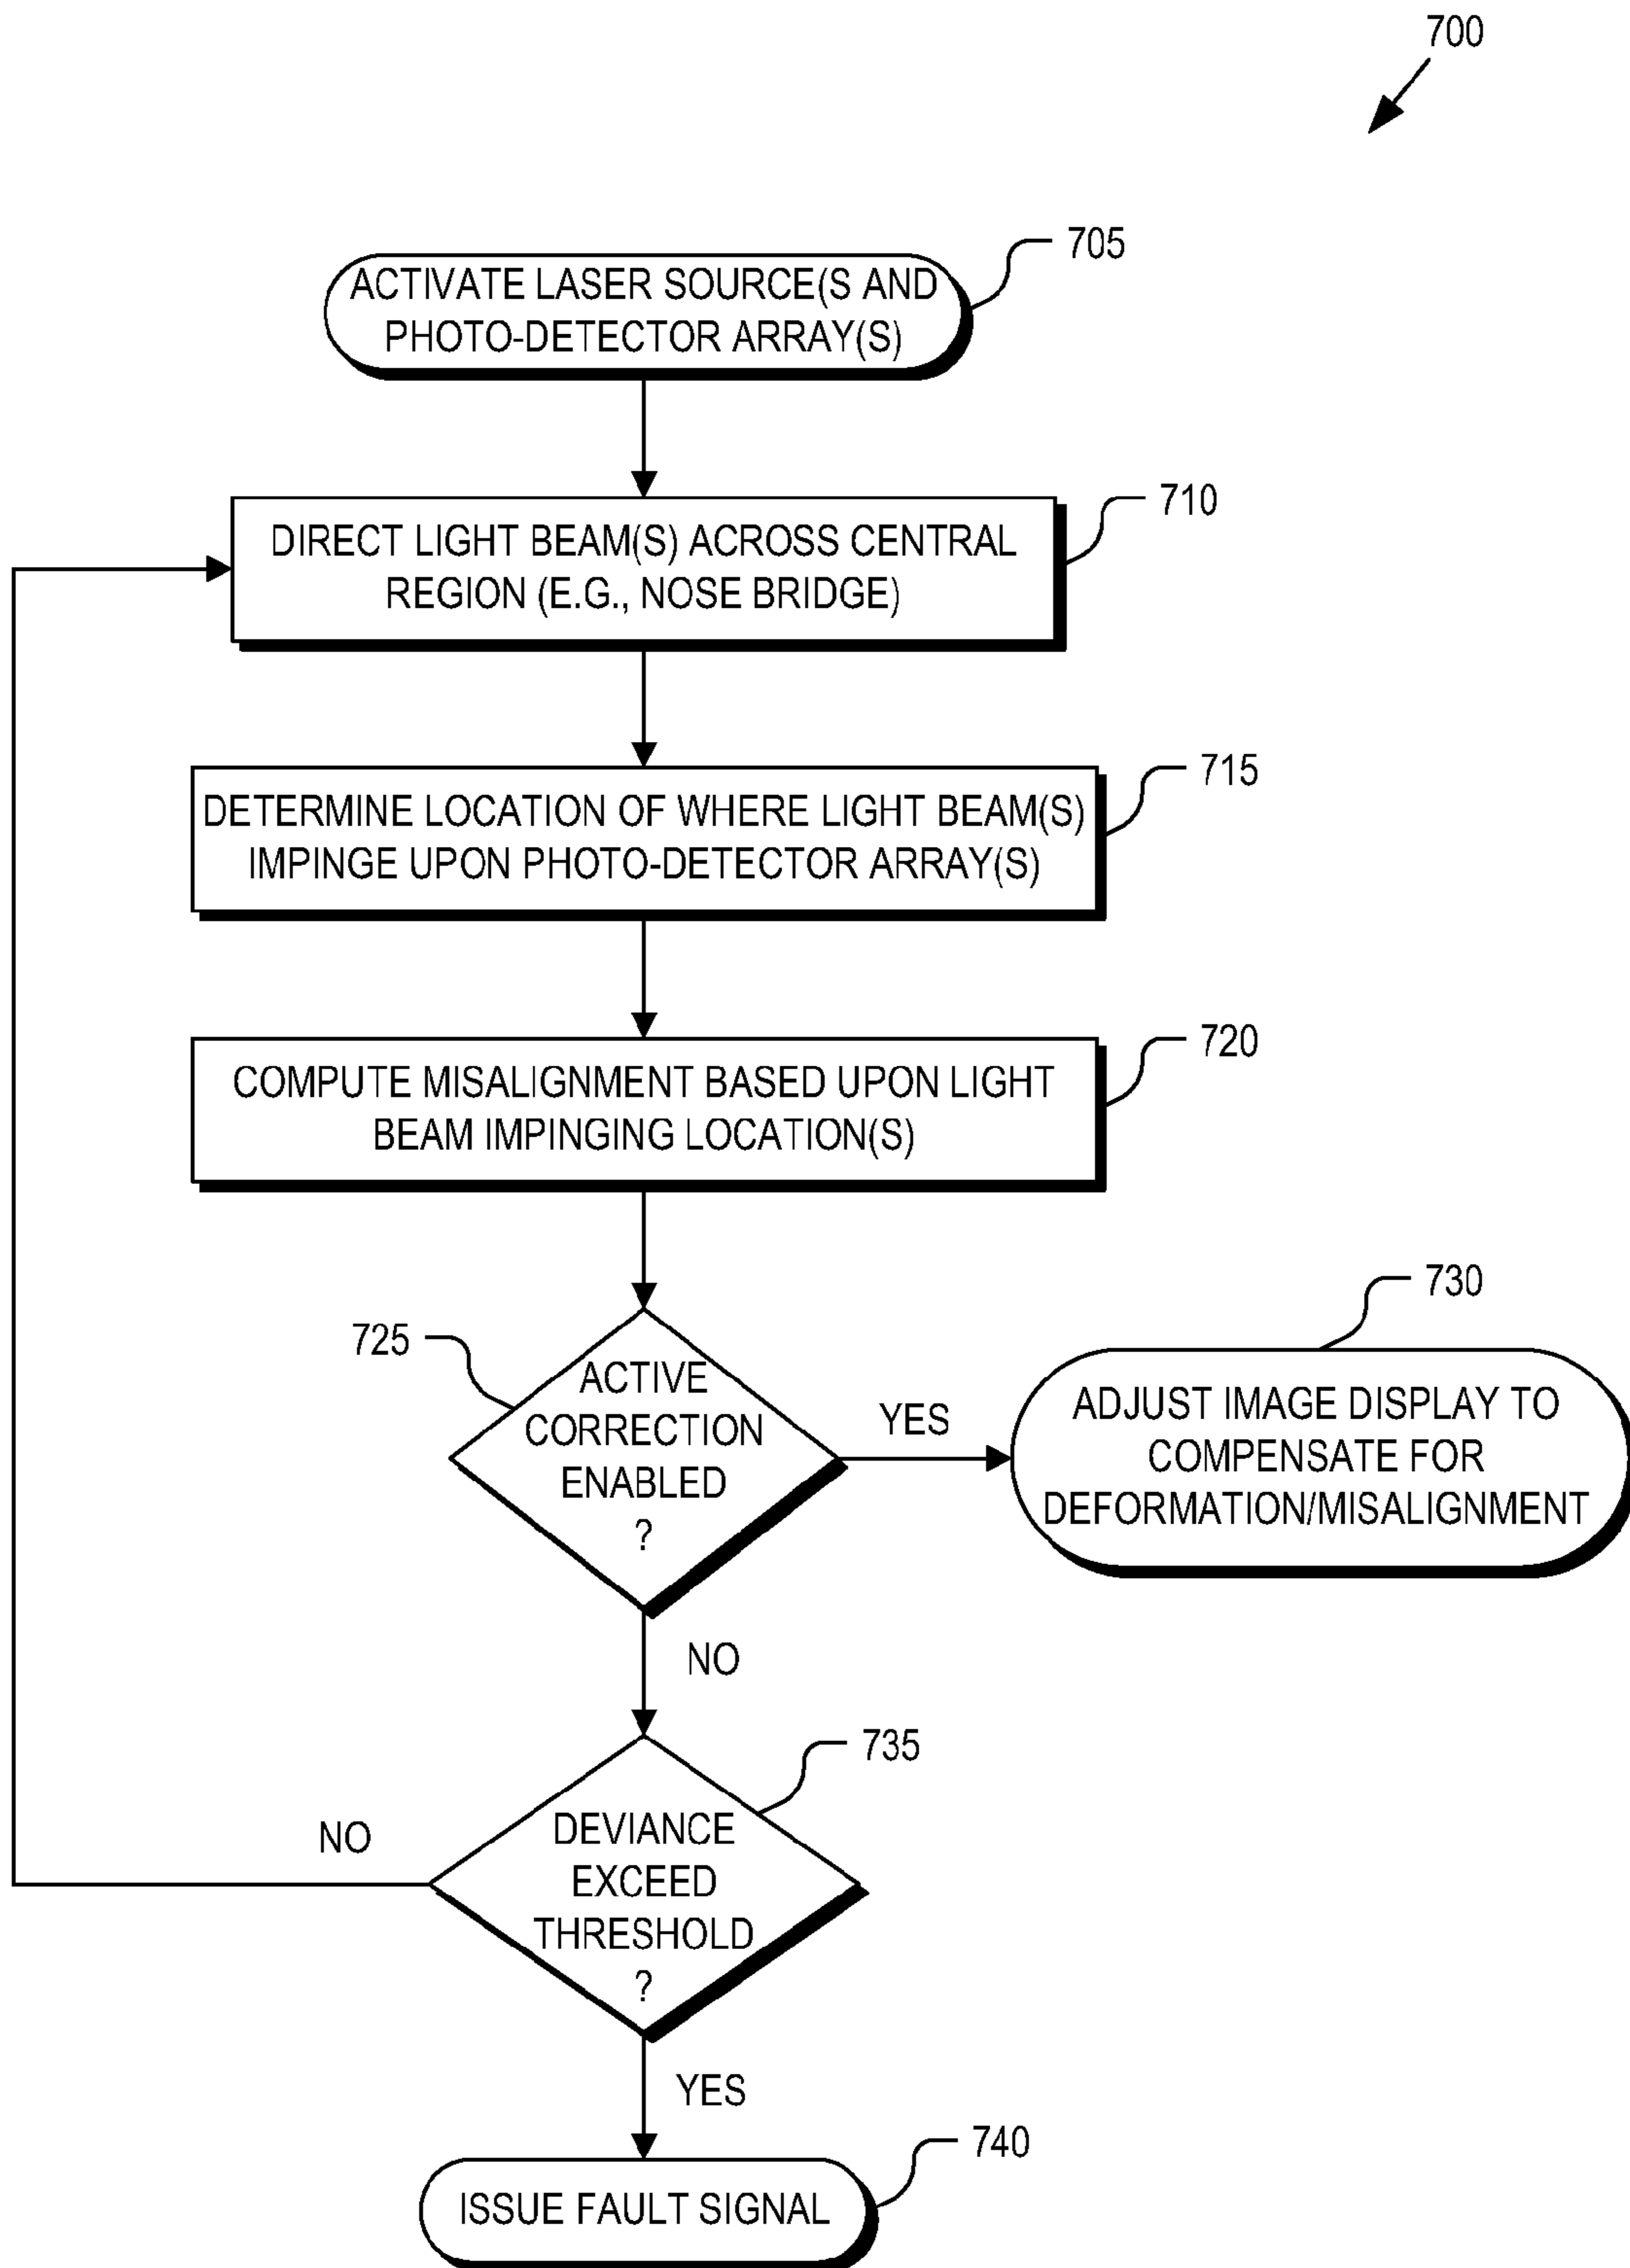 700
705
ACTIVATE LASER SOURCE(S AND
PHOTO-DETECTOR ARRAY(S)
710
DIRECT LIGHT BEAM(S) ACROSS CENTRAL
REGION (E.G., NOSE BRIDGE)
715
DETERMINE LOCATION OF WHERE LIGHT BEAM(S)
IMPINGE UPON PHOTO-DETECTOR ARRAY(S)
720
COMPUTE MISALIGNMENT BASED UPON LIGHT
BEAM IMPINGING LOCATION(S)
725
ACTIVE
CORRECTION
ENABLED
?
YES
730
ADJUST IMAGE DISPLAY TO
COMPENSATE FOR
DEFORMATION/MISALIGNMENT
NO
735
DEVIANCE
EXCEED
THRESHOLD
?
NO
YES
740
ISSUE FAULT SIGNAL